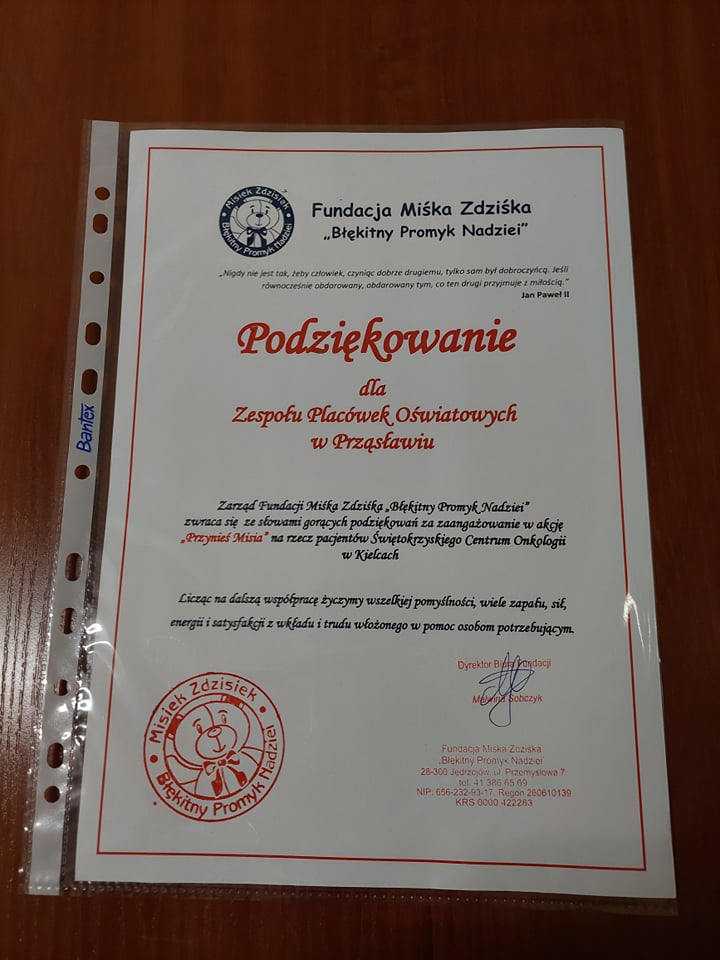 Misiek Zdzisiek
Błękitny Promyk Nadziei
Fundacja Miśka Zdziśka
„Błękitny Promyk Nadziei”
„Nigdy nie jest tak, żeby człowiek, czyniąc dobrze drugiemu, tylko sam był dobroczyńcą. Jeśli
równocześnie obdarowany, obdarowany tym, co ten drugi przyjmuje z miłością.”
Jan Paweł II
Podziękowanie
dla
Zespołu Placówek Oświatowych
w Prząsławiu
Bantex
Zarząd Fundacji Miśka Zdziśka „Błękitny Promyk Nadziei”
zwraca się ze słowami gorących podziękowań za zaangażowanie w akcję
„Przynieś Misia” na rzecz pacjentów Świętokrzyskiego Centrum Onkologii
w Kielcach
Licząc na dalszą współpracę życzymy wszelkiej pomyślności, wiele zapału, sił,
energii i satysfakcji z wkładu i trudu włożonego w pomoc osobom potrzebującym.
Dyrektor Biura Fundacji
Malwina Sobczyk
Misiek Zdzisiek
Błękitny Promyk Nadziei
Fundacja Miśka Zdziśka
„Błękitny Promyk Nadziei”
28-300 Jędrzejów, ul. Przemysłowa 7
tel. 41 386 65 69
NIP: 656-232-93-17, Regon 260610139
KRS 0000 422283